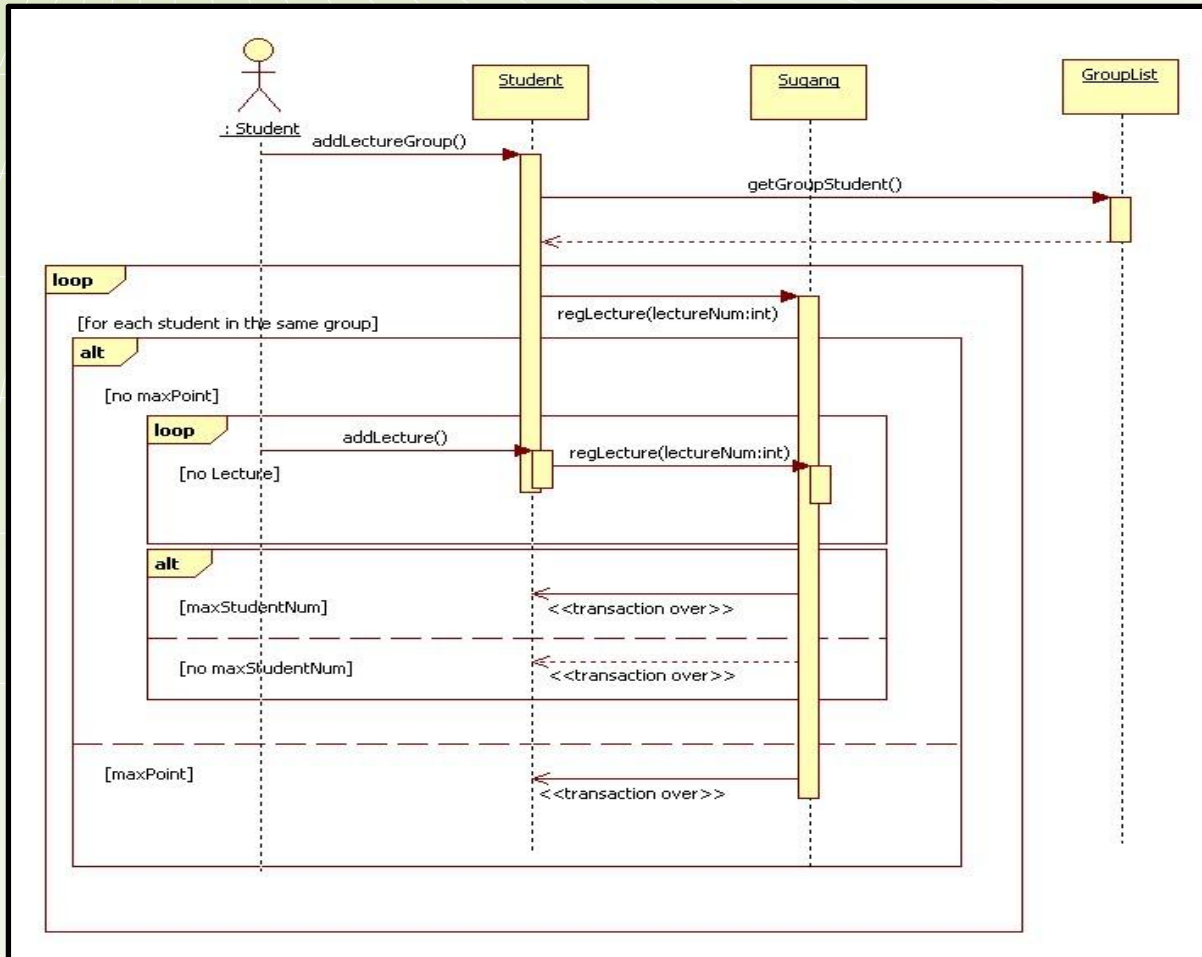 Student
Sugang
GroupList
: Student
addLectureGroup()
getGroupStudent()
loop
regLecture(lectureNum:int)
[for each student in the same group]
alt
[no maxPoint]
loop
addLecture()
regLecture(lectureNum:int)
[no Lecture]
alt
[maxStudentNum]
<<transaction over>>
[no maxStudentNum]
<<transaction over>>
[maxPoint]
<<transaction over>>